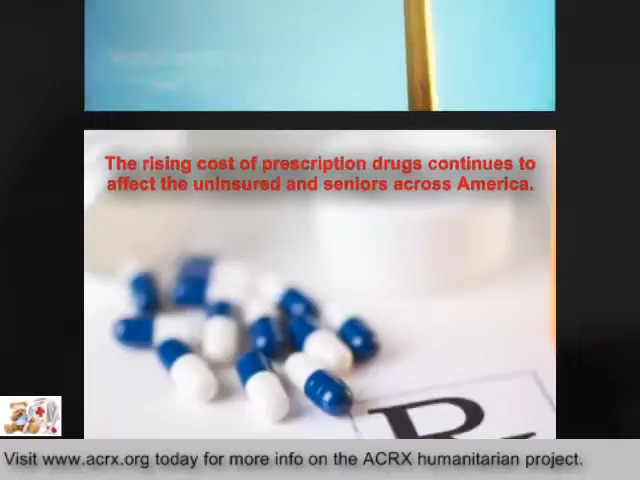 The rising cost of prescription drugs continues to
affect the uninsured and seniors across America.
Rx
Visit www.acrx.org today for more info on the ACRX humanitarian project.